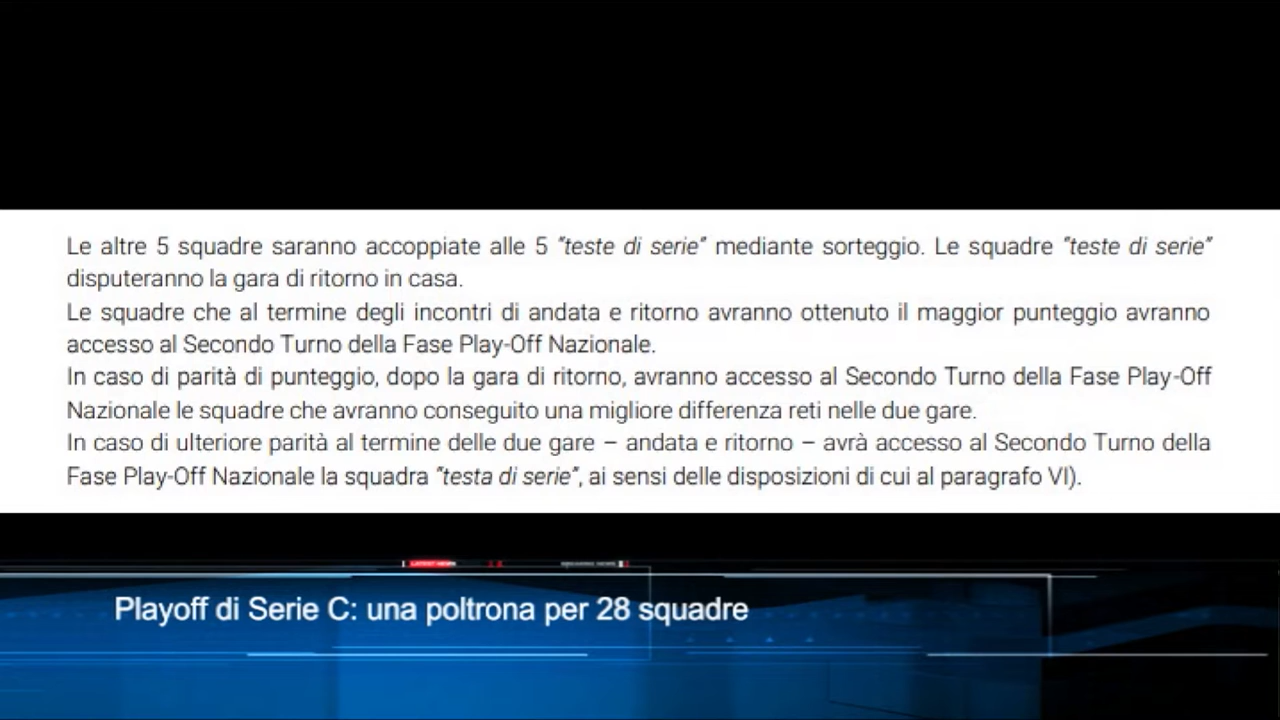 Le altre 5 squadre saranno accoppiate alle 5 “teste di serie” mediante sorteggio. Le squadre “teste di serie”
disputeranno la gara di ritorno in casa.
Le squadre che al termine degli incontri di andata e ritorno avranno ottenuto il maggior punteggio avranno
accesso al Secondo Turno della Fase Play-Off Nazionale.
In caso di parità di punteggio, dopo la gara di ritorno, avranno accesso al Secondo Turno della Fase Play-Off
Nazionale le squadre che avranno conseguito una migliore differenza reti nelle due gare.
In caso di ulteriore parità al termine delle due gare – andata e ritorno – avrà accesso al Secondo Turno della
Fase Play-Off Nazionale la squadra “testa di serie”, ai sensi delle disposizioni di cui al paragrafo VI).
Playoff di Serie C: una poltrona per 28 squadre